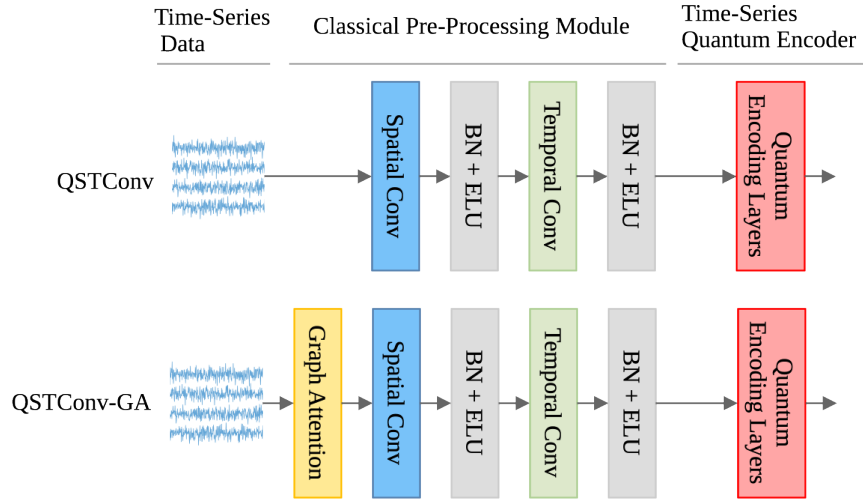 Time-Series
Data
Classical Pre-Processing Module
Time-Series
Quantum Encoder
QSTConv
Spatial Conv
BN + ELU
Temporal Conv
BN + ELU
Quantum
Encoding Layers
QSTConv-GA
Graph Attention
Spatial Conv
BN + ELU
Temporal Conv
BN + ELU
Quantum
Encoding Layers